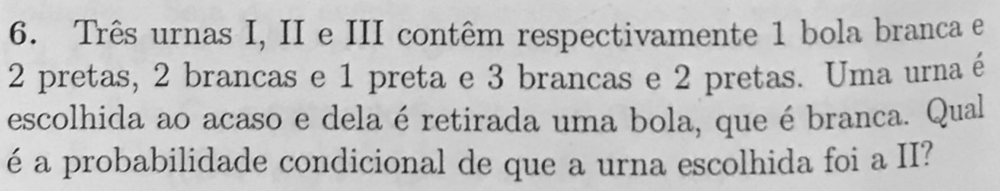 6. Três urnas I, II e III contêm respectivamente 1 bola branca e
2 pretas, 2 brancas e 1 preta e 3 brancas e 2 pretas. Uma urna é
escolhida ao acaso e dela é retirada uma bola, que é branca. Qual
é a probabilidade condicional de que a urna escolhida foi a II?